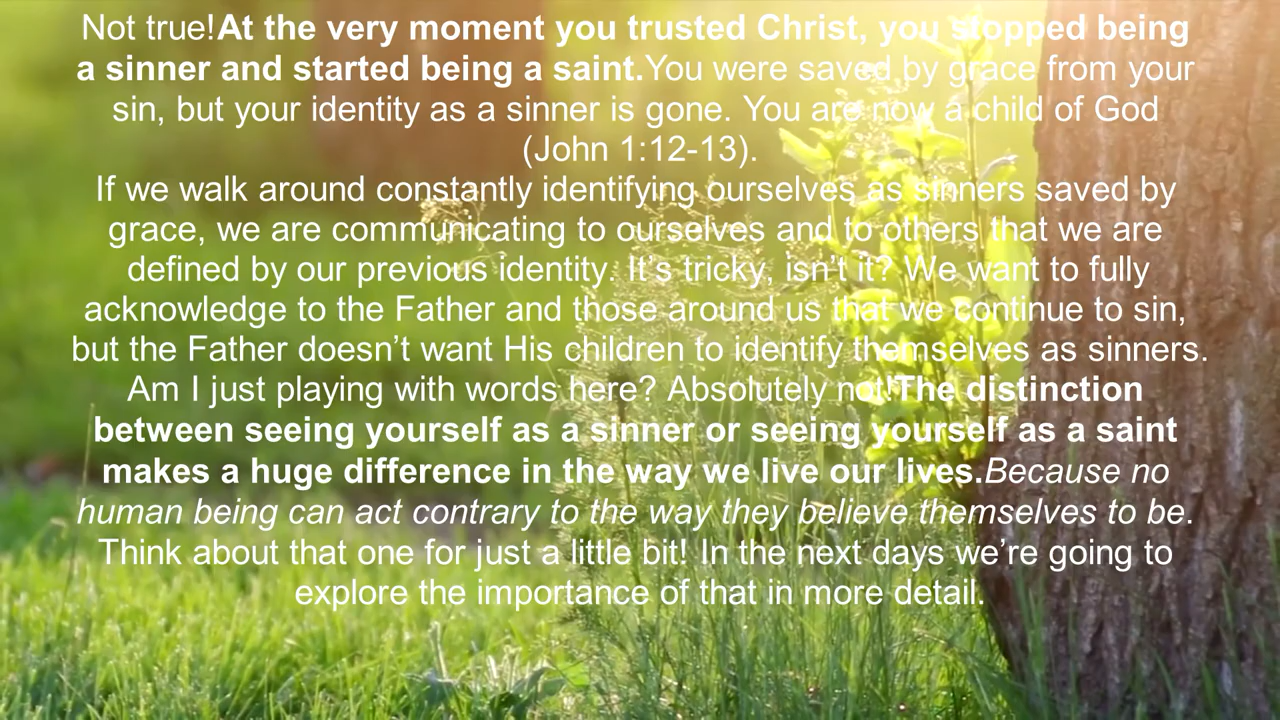 Not true!At the very moment you trusted Christ, you stopped being
a sinner and started being a saint.You were saved by grace from your
sin, but your identity as a sinner is gone. You are now a child of God
(John 1:12-13).
If we walk around constantly identifying ourselves as sinners saved by
grace, we are communicating to ourselves and to others that we are
defined by our previous identity. It’s tricky, isn’t it? We want to fully
acknowledge to the Father and those around us that we continue to sin,
but the Father doesn’t want His children to identify themselves as sinners.
Am I just playing with words here? Absolutely not!The distinction
between seeing yourself as a sinner or seeing yourself as a saint
makes a huge difference in the way we live our lives.Because no
human being can act contrary to the way they believe themselves to be.
Think about that one for just a little bit! In the next days we’re going to
explore the importance of that in more detail.